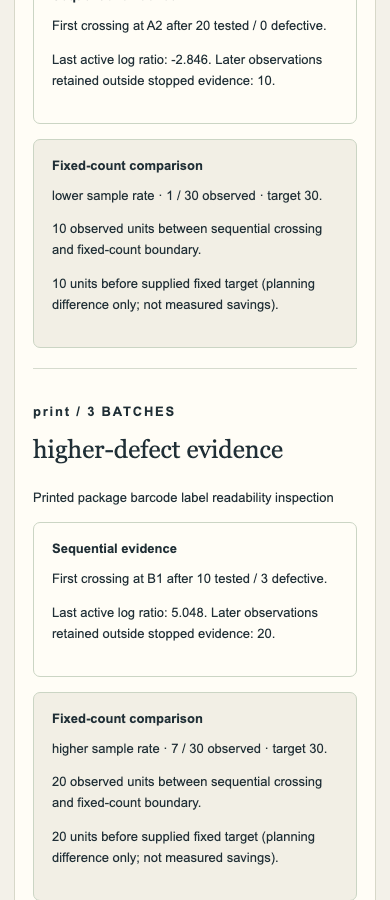 First crossing at A2 after 20 tested / 0 defective.
Last active log ratio: -2.846. Later observations
retained outside stopped evidence: 10.
Fixed-count comparison
lower sample rate · 1 / 30 observed · target 30.
10 observed units between sequential crossing
and fixed-count boundary.
10 units before supplied fixed target (planning
difference only; not measured savings).
print / 3 BATCHES
higher-defect evidence
Printed package barcode label readability inspection
Sequential evidence
First crossing at B1 after 10 tested / 3 defective.
Last active log ratio: 5.048. Later observations
retained outside stopped evidence: 20.
Fixed-count comparison
higher sample rate · 7 / 30 observed · target 30.
20 observed units between sequential crossing
and fixed-count boundary.
20 units before supplied fixed target (planning
difference only; not measured savings).